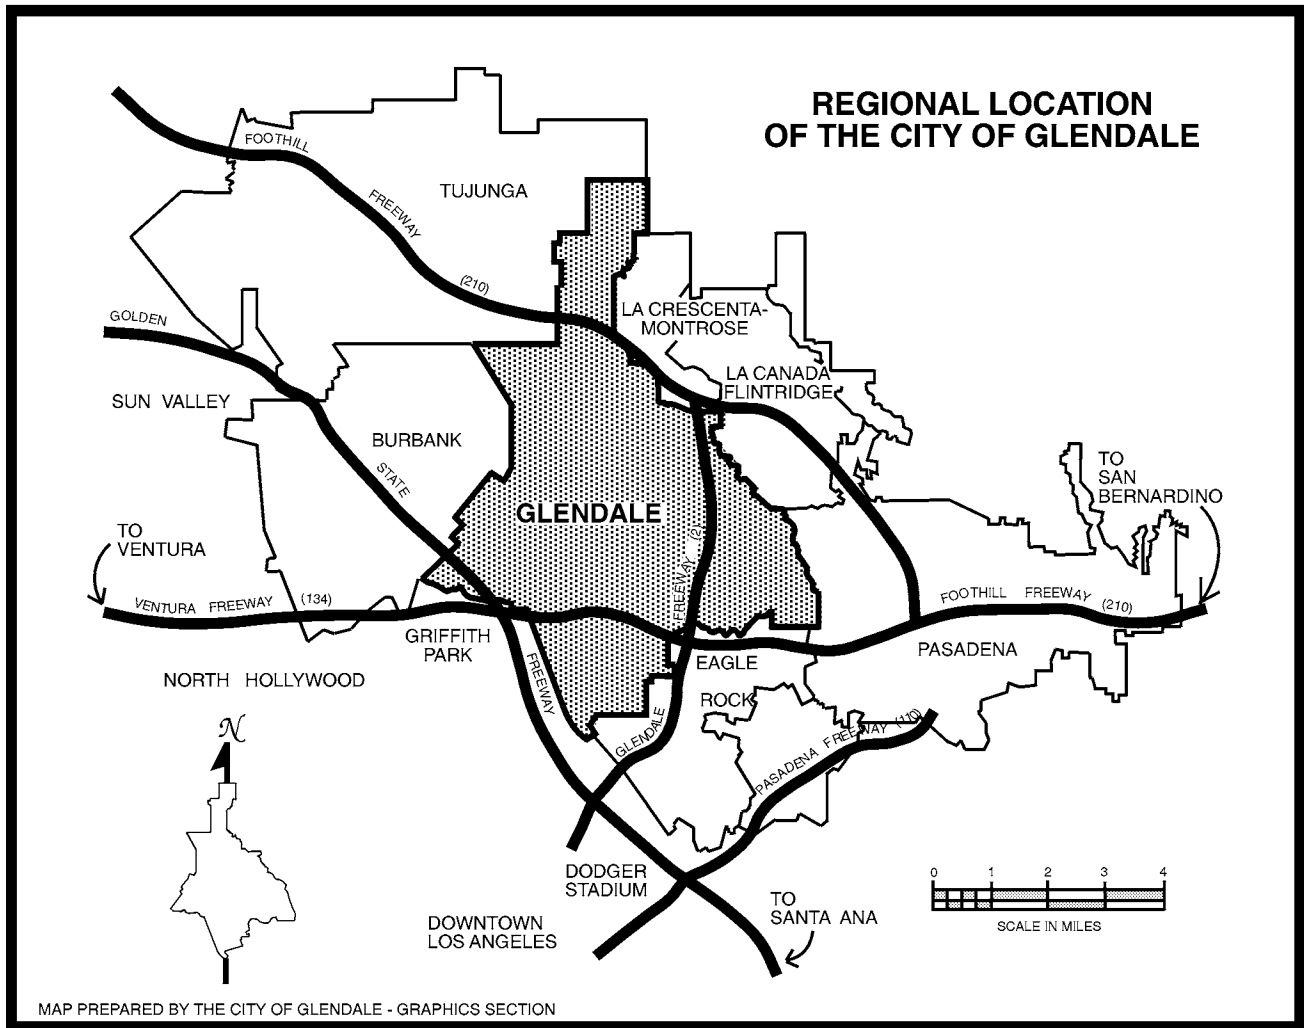 REGIONAL LOCATION
OF THE CITY OF GLENDALE
FOOTHILL
FREEWAY
(210)
TUJUNGA
GOLDEN
LA CRESCENTA-
MONTROSE
LA CANADA
FLINTRIDGE
SUN VALLEY
BURBANK
STATE
GLENDALE
TO
SAN
BERNARDINO
TO
VENTURA
VENTURA FREEWAY (134)
FREEWAY (2)
FOOTHILL FREEWAY (210)
GRIFFITH
PARK
EAGLE
ROCK
PASADENA
NORTH HOLLYWOOD
FREEWAY
GLENDALE
PASADENA FREEWAY (110)
N
DODGER
STADIUM
DOWNTOWN
LOS ANGELES
TO
SANTA ANA
0 1 2 3 4
SCALE IN MILES
MAP PREPARED BY THE CITY OF GLENDALE - GRAPHICS SECTION